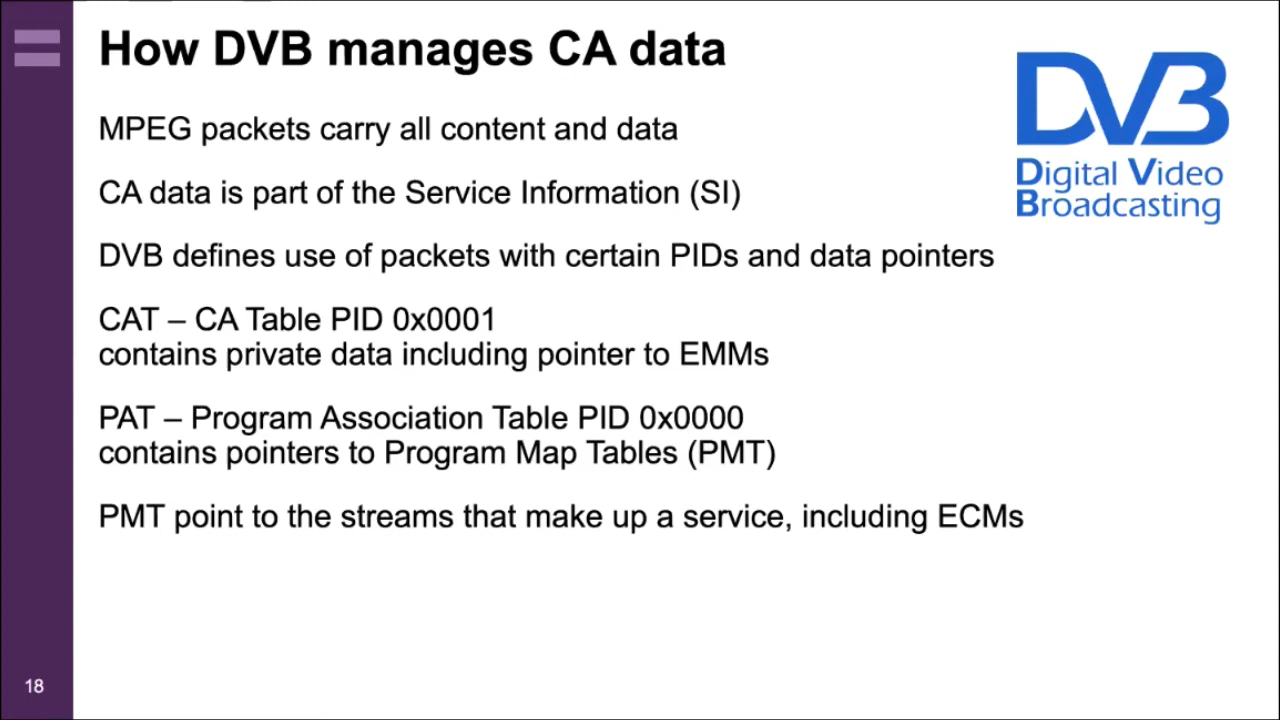 How DVB manages CA data
MPEG packets carry all content and data
CA data is part of the Service Information (SI)
DVB defines use of packets with certain PIDs and data pointers
CAT – CA Table PID 0x0001
contains private data including pointer to EMMs
PAT – Program Association Table PID 0x0000
contains pointers to Program Map Tables (PMT)
PMT point to the streams that make up a service, including ECMs
DVB
Digital Video
Broadcasting
18